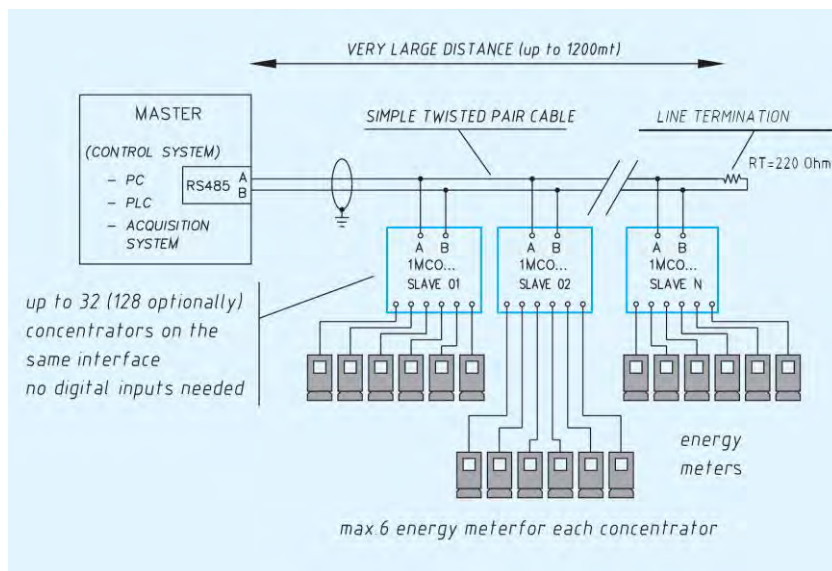 VERY LARGE DISTANCE (up to 1200mt)
MASTER
(CONTROL SYSTEM)
- PC
- PLC
- ACQUISITION
SYSTEM
RS485
A
B
SIMPLE TWISTED PAIR CABLE
LINE TERMINATION
RT=220 Ohm
A B
1MCO...
SLAVE 01
A B
1MCO...
SLAVE 02
A B
1MCO...
SLAVE N
up to 32 (128 optionally)
concentrators on the
same interface
no digital inputs needed
energy
meters
max.6 energy meterfor each concentrator